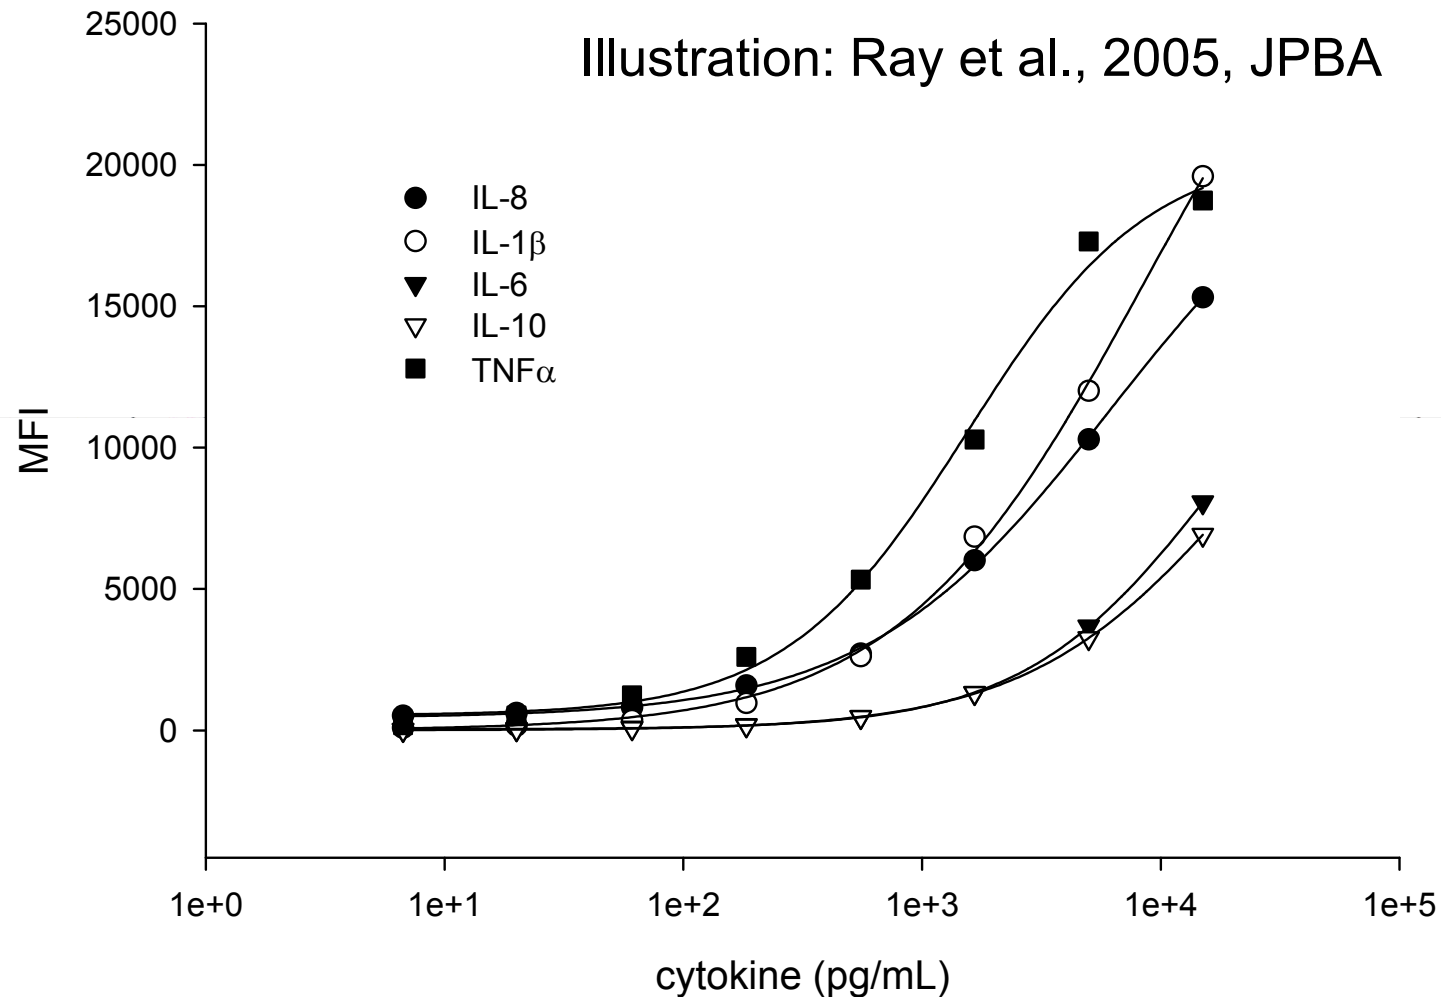 Illustration: Ray et al., 2005, JPBA
25000
20000
15000
10000
5000
0
MFI
IL-8
IL-1β
IL-6
IL-10
TNFα
1e+0 1e+1 1e+2 1e+3 1e+4 1e+5
cytokine (pg/mL)